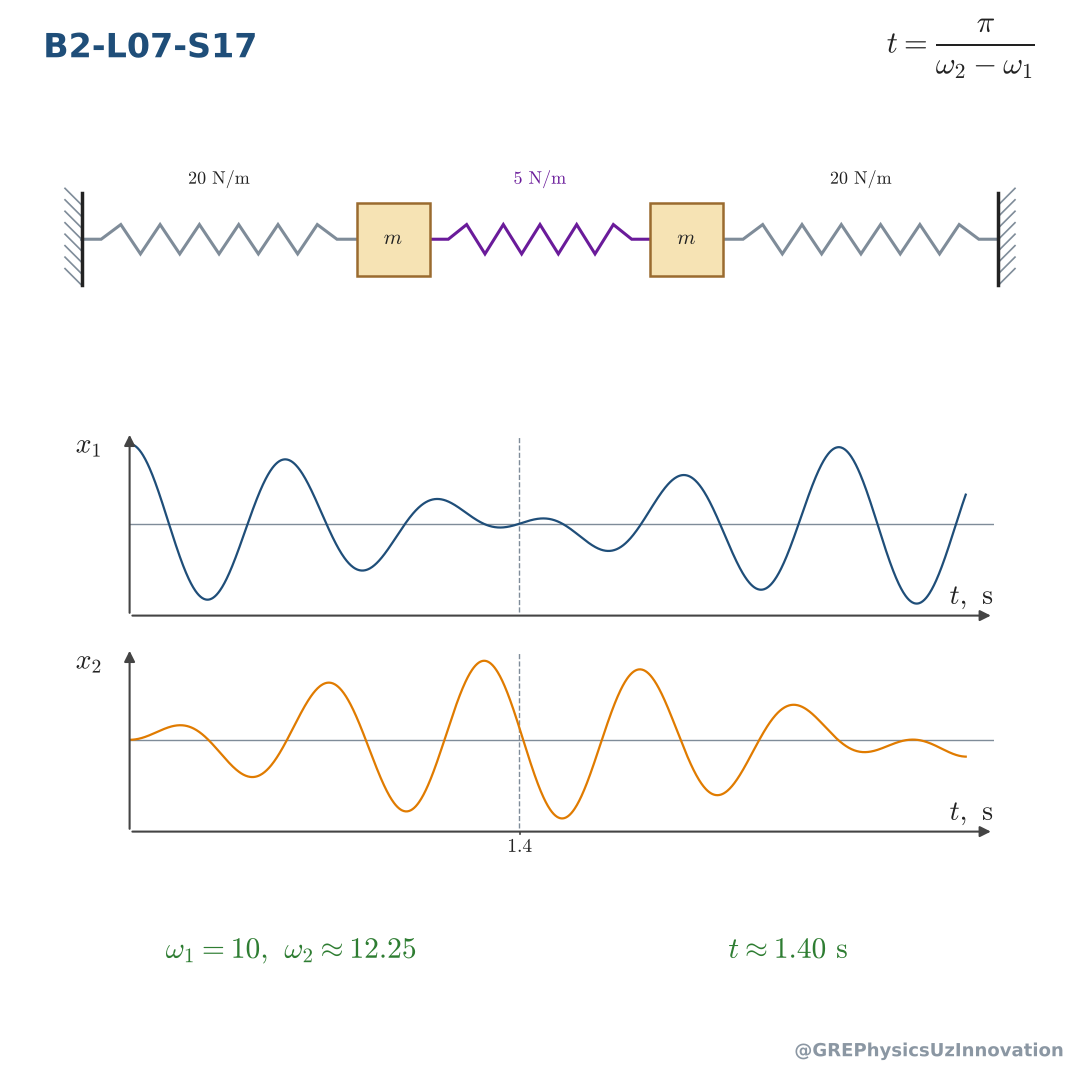 B2-L07-S17
t = π / (ω₂ − ω₁)
20 N/m
5 N/m
20 N/m
m
m
x₁
t, s
x₂
t, s
1.4
ω₁ = 10, ω₂ ≈ 12.25
t ≈ 1.40 s
@GREPhysicsUzInnovation